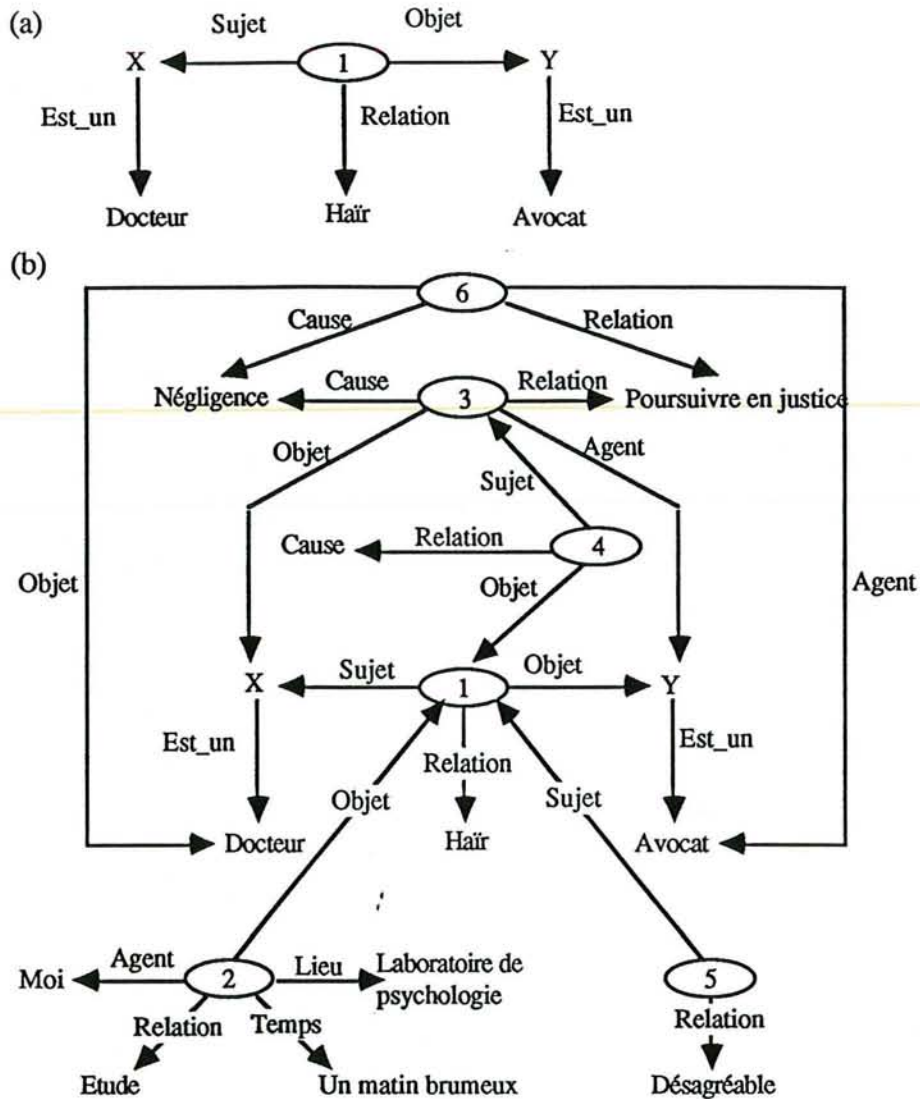 (a)
Sujet
Objet
X
1
Y
Est_un
Relation
Est_un
Docteur
Haïr
Avocat
(b)
6
Cause
Relation
Négligence
Cause
3
Relation
Poursuivre en justice
Objet
Agent
Sujet
Cause
Relation
4
Objet
Agent
Objet
X
Sujet
1
Objet
Y
Est_un
Relation
Est_un
Objet
Sujet
Docteur
Haïr
Avocat
Moi
Agent
2
Lieu
Laboratoire de
psychologie
5
Relation
Temps
Relation
Etude
Un matin brumeux
Désagréable